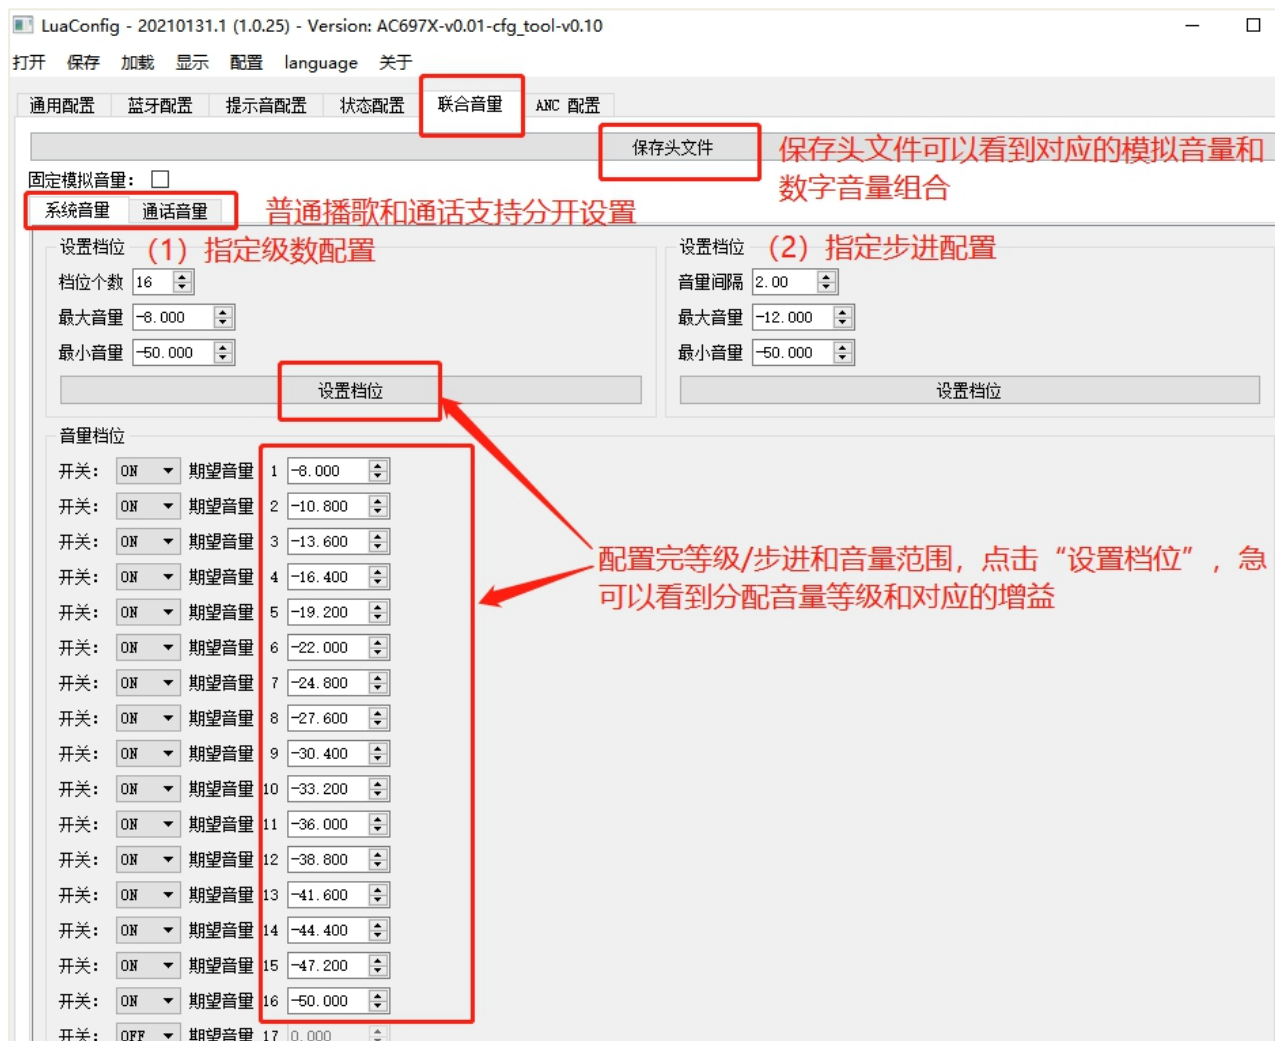 LuaConfig - 20210131.1 (1.0.25) - Version: AC697X-v0.01-cfg_tool-v0.10
打开 保存 加载 显示 配置 language 关于
通用配置 蓝牙配置 提示音配置 状态配置 联合音量 ANC 配置
保存头文件
保存头文件可以看到对应的模拟音量和
数字音量组合
固定模拟音量：
系统音量 通话音量
普通播歌和通话支持分开设置
设置档位 （1）指定级数配置
档位个数 16
最大音量 -8.000
最小音量 -50.000
设置档位
设置档位 （2）指定步进配置
音量间隔 2.00
最大音量 -12.000
最小音量 -50.000
设置档位
音量档位
开关： ON 期望音量 1 -8.000
开关： ON 期望音量 2 -10.800
开关： ON 期望音量 3 -13.600
开关： ON 期望音量 4 -16.400
开关： ON 期望音量 5 -19.200
开关： ON 期望音量 6 -22.000
开关： ON 期望音量 7 -24.800
开关： ON 期望音量 8 -27.600
开关： ON 期望音量 9 -30.400
开关： ON 期望音量 10 -33.200
开关： ON 期望音量 11 -36.000
开关： ON 期望音量 12 -38.800
开关： ON 期望音量 13 -41.600
开关： ON 期望音量 14 -44.400
开关： ON 期望音量 15 -47.200
开关： ON 期望音量 16 -50.000
开关： OFF 期望音量 17 0.000
配置完等级/步进和音量范围，点击“设置档位”，急
可以看到分配音量等级和对应的增益